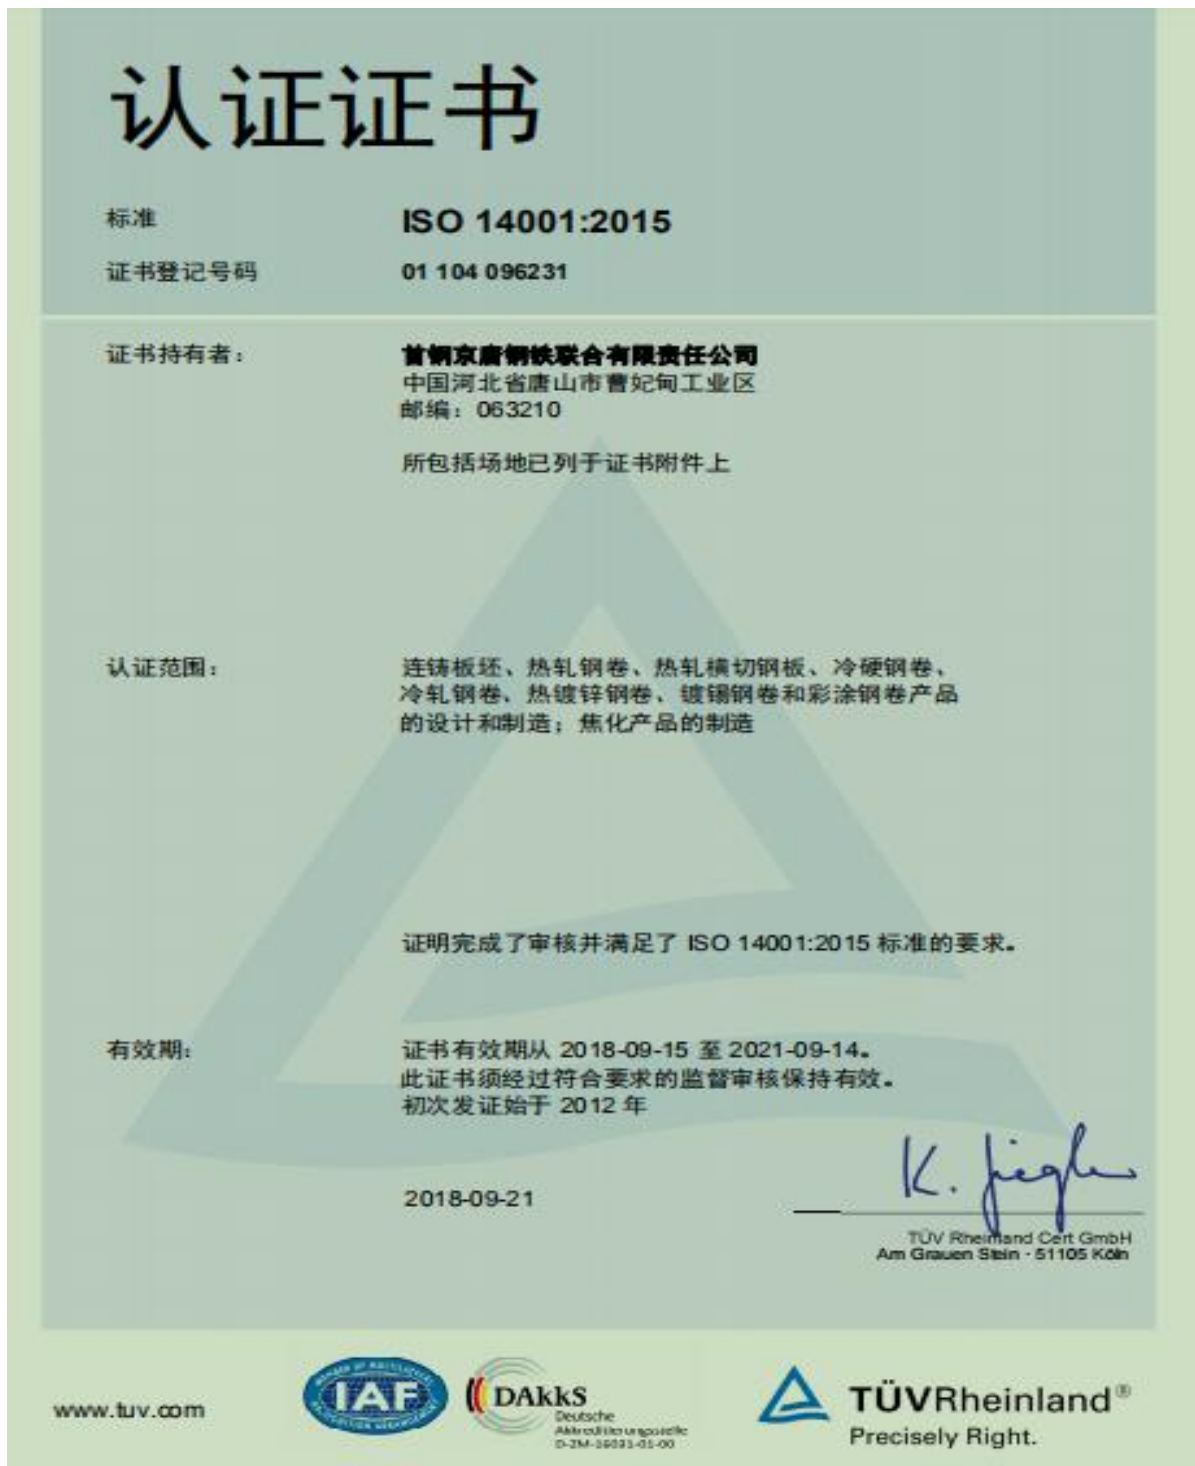 认证证书
标准 ISO 14001:2015
证书登记号码 01 104 096231
证书持有者: 首钢京唐钢铁联合有限责任公司
中国河北省唐山市曹妃甸工业区
邮编: 063210
所包括场地已列于证书附件上
认证范围: 连铸板坯、热轧钢卷、热轧横切钢板、冷硬钢卷、
冷轧钢卷、热镀锌钢卷、镀锡钢卷和彩涂钢卷产品
的设计和制造; 焦化产品的制造
证明完成了审核并满足了 ISO 14001:2015 标准的要求。
有效期: 证书有效期从 2018-09-15 至 2021-09-14。
此证书须经过符合要求的监督审核保持有效。
初次发证始于 2012 年
2018-09-21
TÜV Rheinland Cert GmbH
Am Grauen Stein · 51105 Köln
www.tuv.com
IAF
DAkkS
Deutsche
Akkreditierungsstelle
D-ZM-16031-01-00
TÜVRheinland®
Precisely Right.